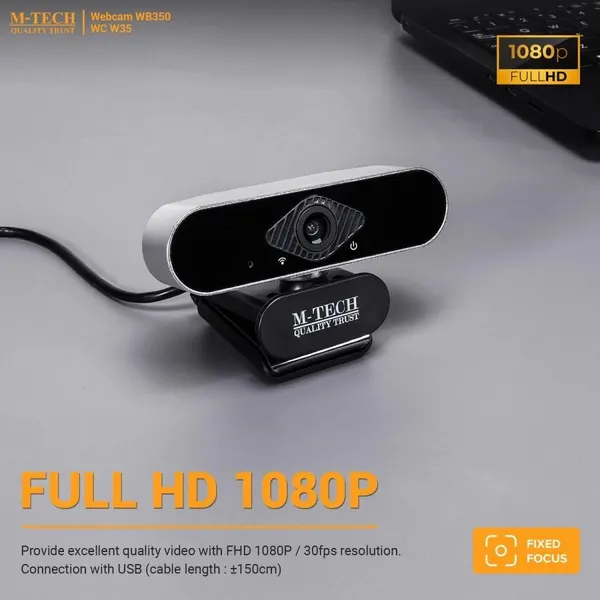 M-TECH
QUALITY TRUST
Webcam WB350
WC W35
1080p
FULLHD
M-TECH
QUALITY TRUST
FULL HD 1080P
Provide excellent quality video with FHD 1080P / 30fps resolution.
Connection with USB (cable length : ±150cm)
FIXED
FOCUS